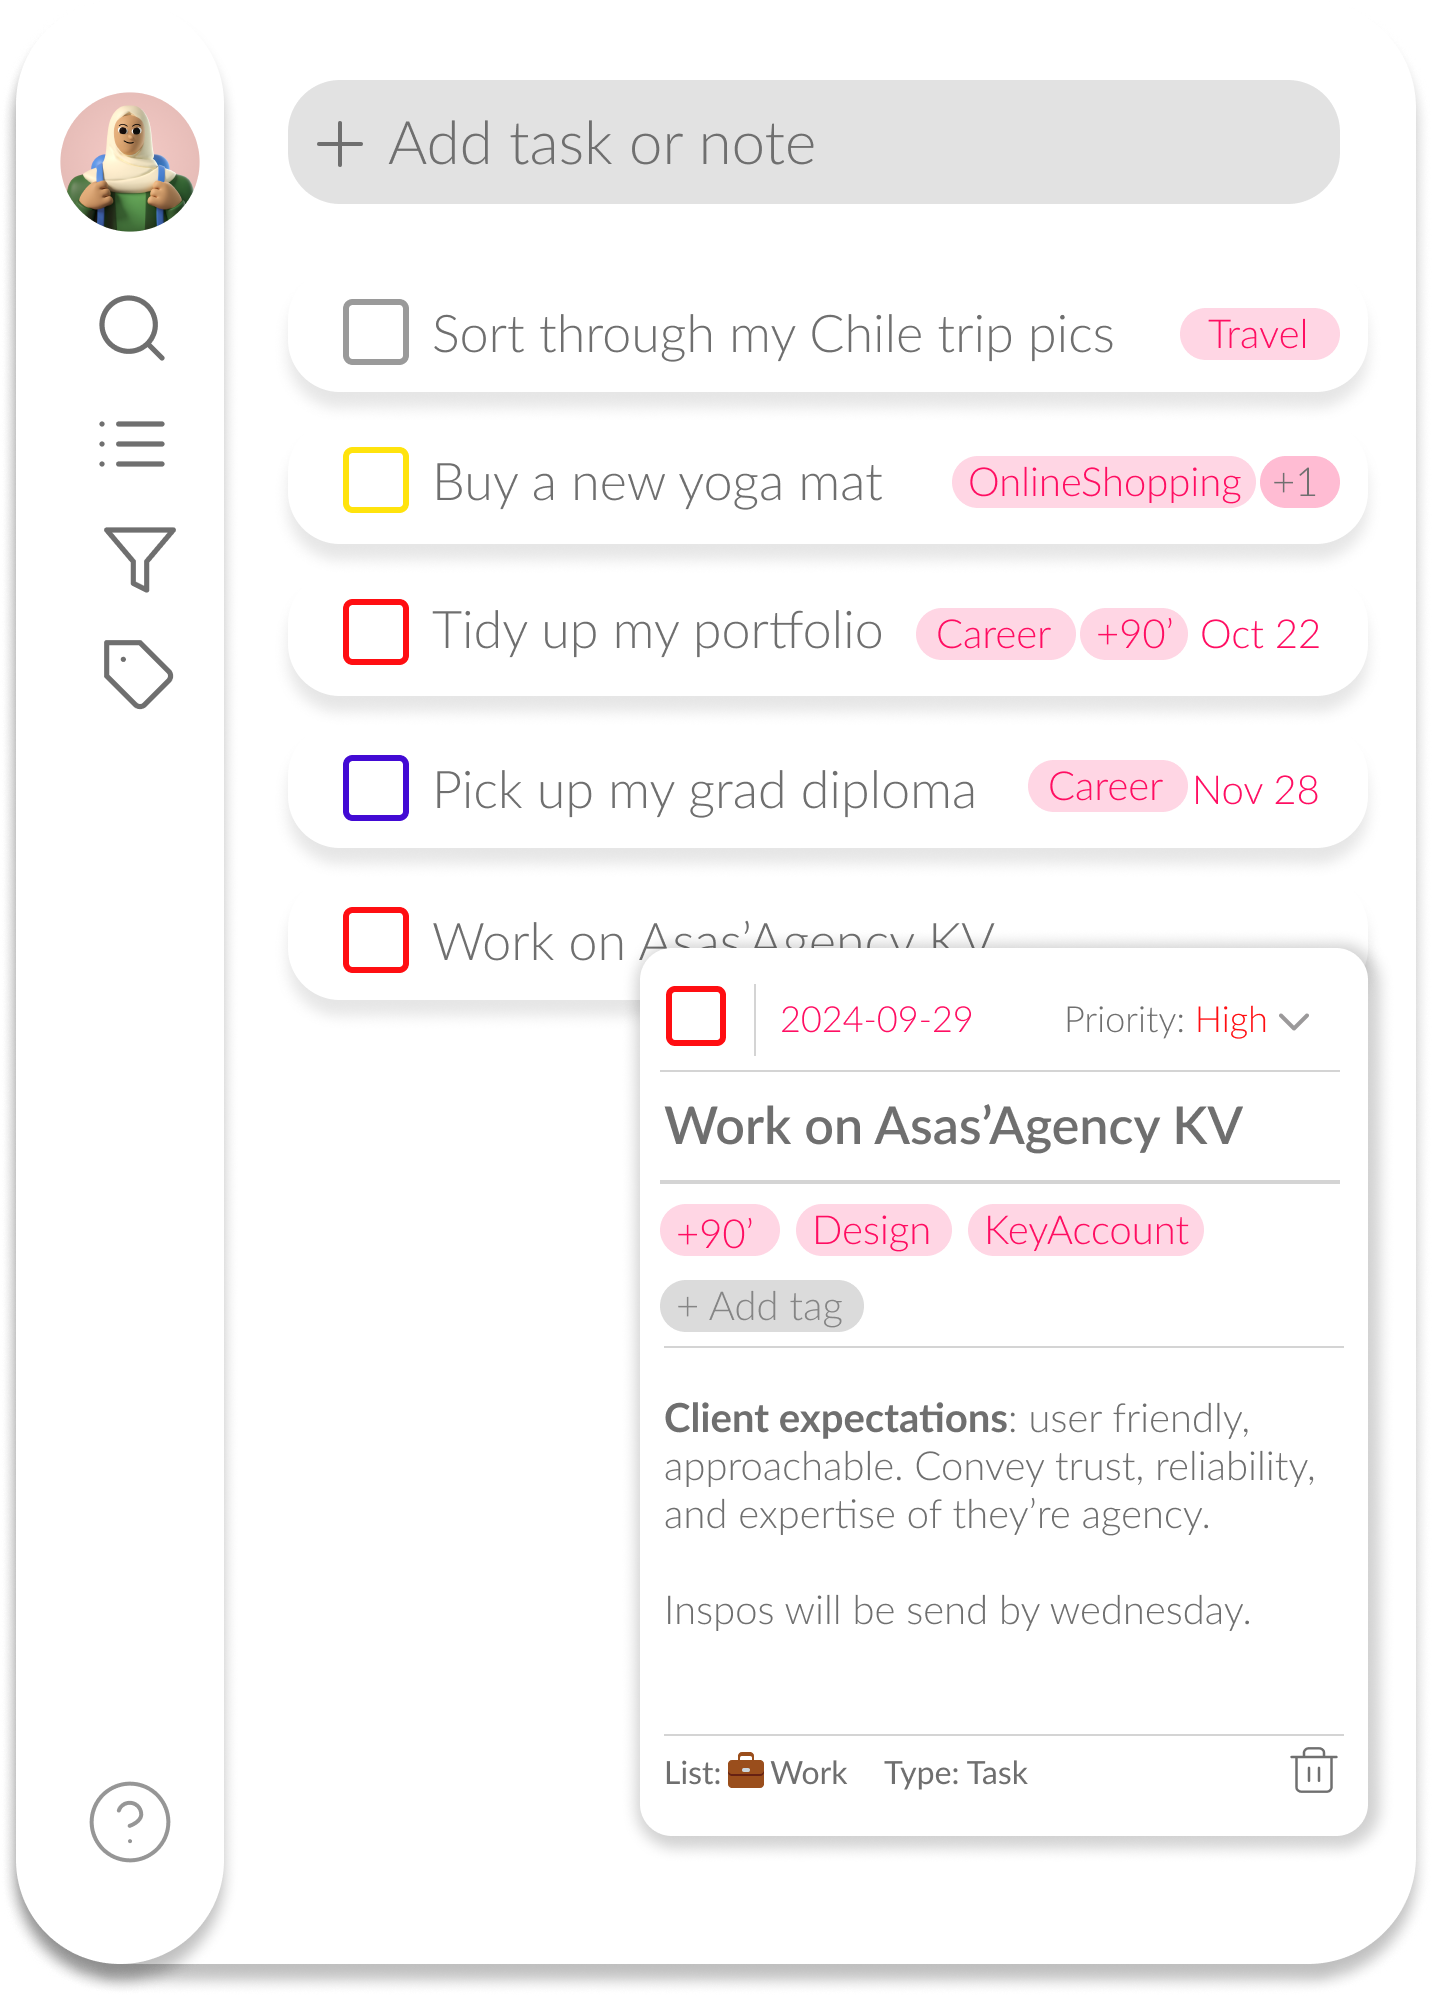 + Add task or note
Sort through my Chile trip pics Travel
Buy a new yoga mat OnlineShopping +1
Tidy up my portfolio Career +90’ Oct 22
Pick up my grad diploma Career Nov 28
Work on Asas’Agency KV
2024-09-29 Priority: High
Work on Asas’Agency KV
+90’ Design KeyAccount
+ Add tag
Client expectations: user friendly,
approachable. Convey trust, reliability,
and expertise of they’re agency.
Inspos will be send by wednesday.
List: Work Type: Task